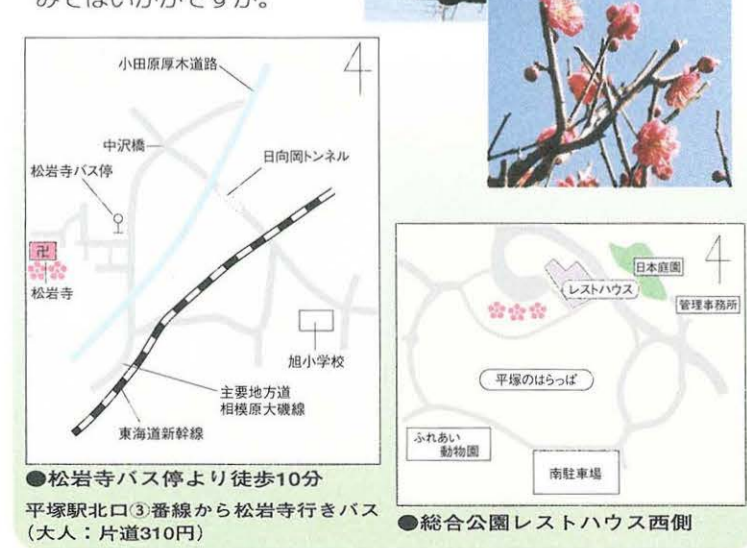 みてはいかがですか。
小田原厚木道路
中沢橋
日向岡トンネル
松岩寺バス停
卍
松岩寺
旭小学校
主要地方道
相模原大磯線
東海道新幹線
●松岩寺バス停より徒歩10分
平塚駅北口③番線から松岩寺行きバス
(大人:片道310円)
日本庭園
レストハウス
管理事務所
平塚のはらっぱ
ふれあい
動物園
南駐車場
●総合公園レストハウス西側